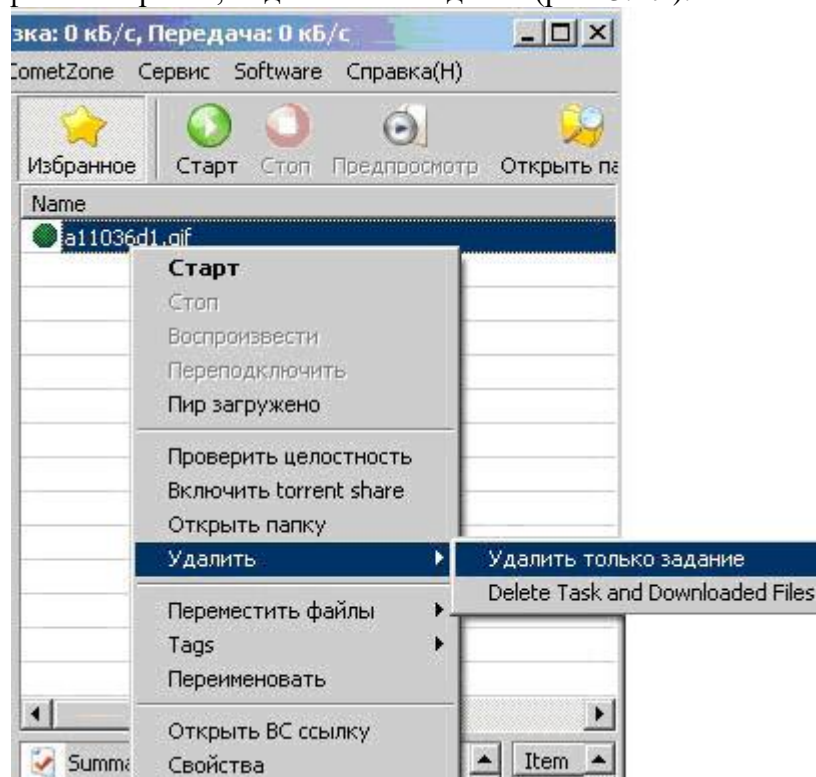 зка: 0 кБ/с, Передача: 0 кБ/с
CometZone Сервис Software Справка(Н)
Избранное Старт Стоп Предпросмотр Открыть па
Name
a11036d1.gif
Старт
Стоп
Воспроизвести
Переподключить
Пир загружено
Проверить целостность
Включить torrent share
Открыть папку
Удалить
Удалить только задание
Delete Task and Downloaded Files
Переместить файлы
Tags
Переименовать
Открыть BC ссылку
Summa
Item
Свойства